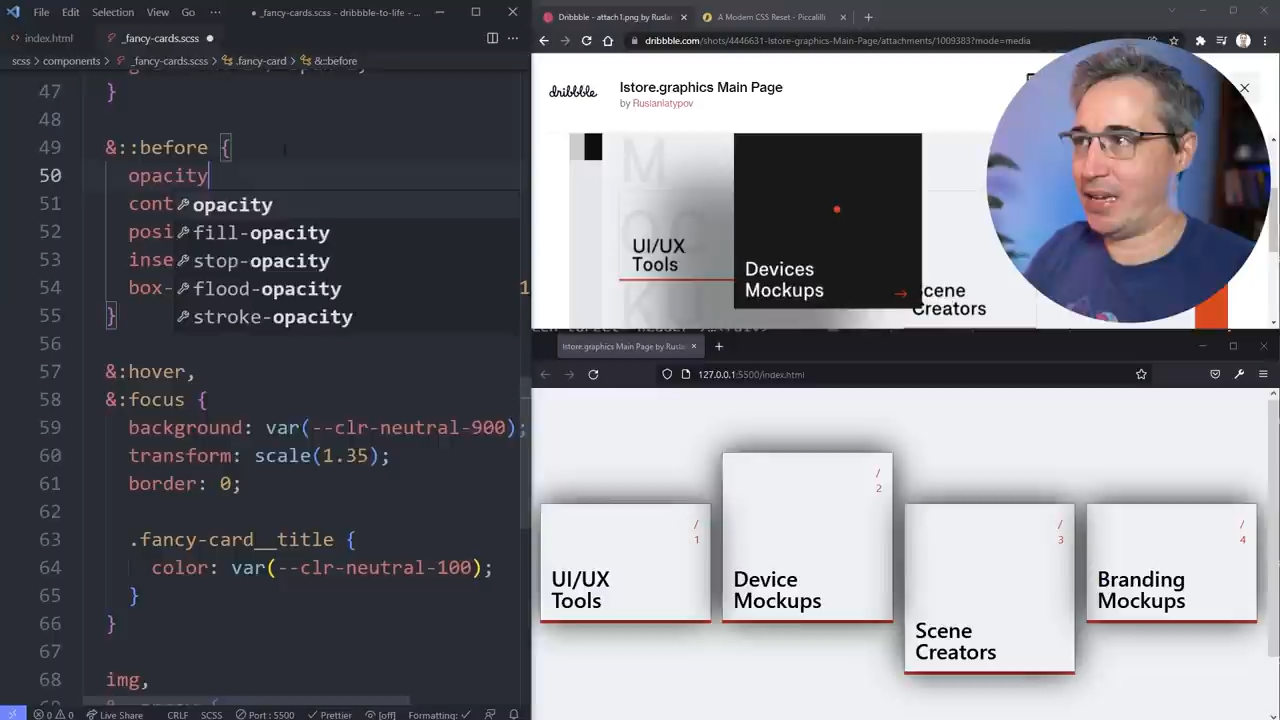 File Edit Selection View Go ··· ● _fancy-cards.scss - dribbble-to-life -
index.html _fancy-cards.scss ●
scss > components > _fancy-cards.scss > .fancy-card > &::before
47 }
48
49 &::before {
50 opacity
51 cont
52 posi
53 inse
54 box- 1
55 }
56
57 &:hover,
58 &:focus {
59 background: var(--clr-neutral-900);
60 transform: scale(1.35);
61 border: 0;
62
63 .fancy-card__title {
64 color: var(--clr-neutral-100);
65 }
66 }
67
68 img,
opacity
fill-opacity
stop-opacity
flood-opacity
stroke-opacity
0 0 Live Share CRLF SCSS Port : 5500 Prettier [off] Formatting:
Dribbble - attach1.png by Rusla
A Modern CSS Reset - Piccalilli
dribbble.com/shots/4446631-Istore-graphics-Main-Page/attachments/1009383?mode=media
dribbble
Istore.graphics Main Page
by Ruslanlatypov
M
UI/UX
Tools
Devices
Mockups
Scene
Creators
Istore.graphics Main Page by Rusla
127.0.0.1:5500/index.html
/
1
UI/UX
Tools
/
2
Device
Mockups
/
3
Scene
Creators
/
4
Branding
Mockups